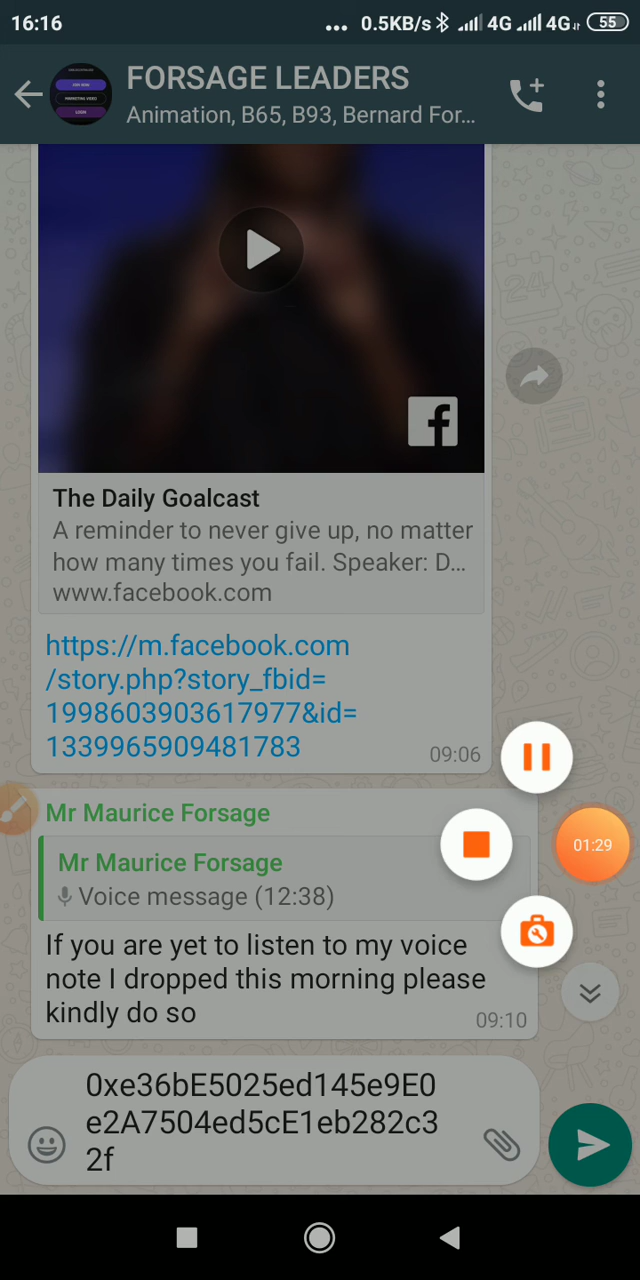 16:16
... 0.5KB/s 4G 4G 55
FORSAGE LEADERS
Animation, B65, B93, Bernard For...
The Daily Goalcast
A reminder to never give up, no matter
how many times you fail. Speaker: D...
www.facebook.com
https://m.facebook.com
/story.php?story_fbid=
1998603903617977&id=
1339965909481783
09:06
Mr Maurice Forsage
Mr Maurice Forsage
Voice message (12:38)
01:29
If you are yet to listen to my voice
note I dropped this morning please
kindly do so
09:10
0xe36bE5025ed145e9E0
e2A7504ed5cE1eb282c3
2f